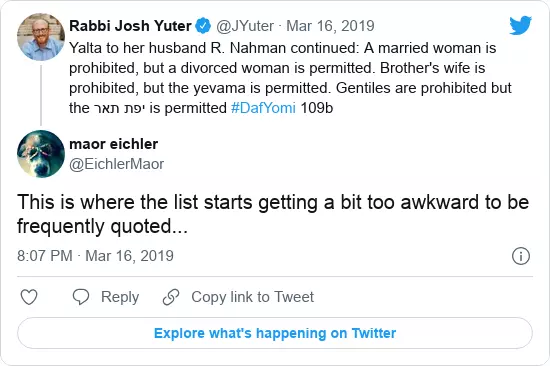 Rabbi Josh Yuter @JYuter · Mar 16, 2019
Yalta to her husband R. Nahman continued: A married woman is
prohibited, but a divorced woman is permitted. Brother's wife is
prohibited, but the yevama is permitted. Gentiles are prohibited but
the יפת תאר is permitted #DafYomi 109b
maor eichler
@EichlerMaor
This is where the list starts getting a bit too awkward to be
frequently quoted...
8:07 PM · Mar 16, 2019
Reply Copy link to Tweet
Explore what's happening on Twitter